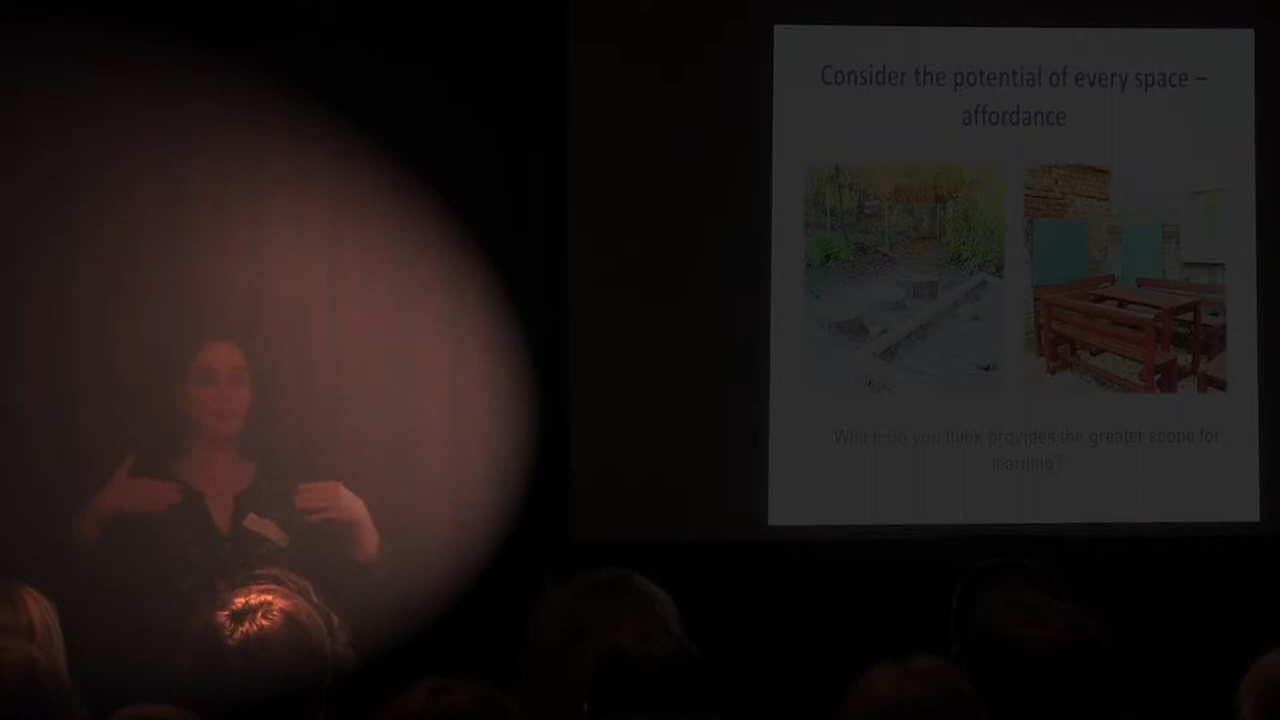 Consider the potential of every space –
affordance
Which do you think provides the greater scope for
learning?